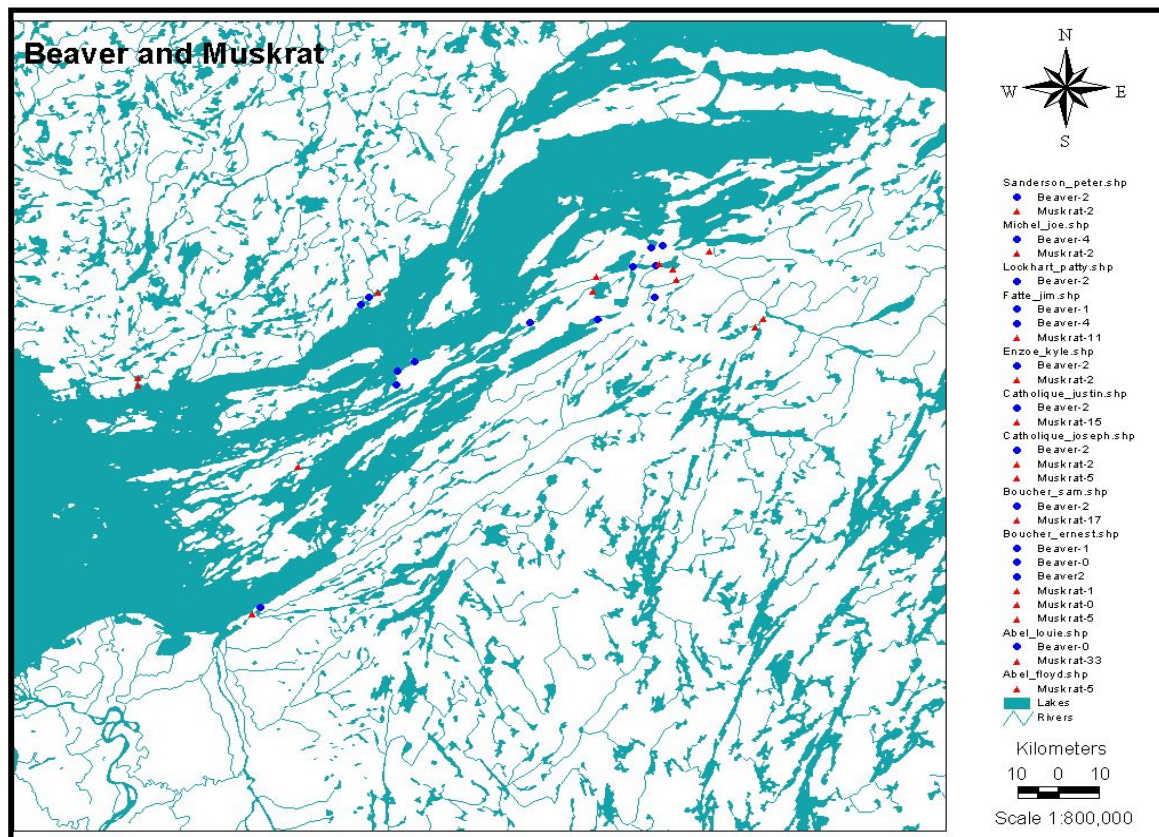 Beaver and Muskrat
N
W E
S
Sanderson_peter.shp
Beaver-2
Muskrat-2
Michel_joe.shp
Beaver-4
Muskrat-2
Lockhart_patty.shp
Beaver-2
Fatte_jim.shp
Beaver-1
Beaver-4
Muskrat-11
Enzoe_kyle.shp
Beaver-2
Muskrat-2
Catholique_justin.shp
Beaver-2
Muskrat-15
Catholique_joseph.shp
Beaver-2
Muskrat-2
Muskrat-5
Boucher_sam.shp
Beaver-2
Muskrat-17
Boucher_ernest.shp
Beaver-1
Beaver-0
Beaver2
Muskrat-1
Muskrat-0
Muskrat-5
Abel_louie.shp
Beaver-0
Muskrat-33
Abel_floyd.shp
Muskrat-5
Lakes
Rivers
Kilometers
10 0 10
Scale 1:800,000